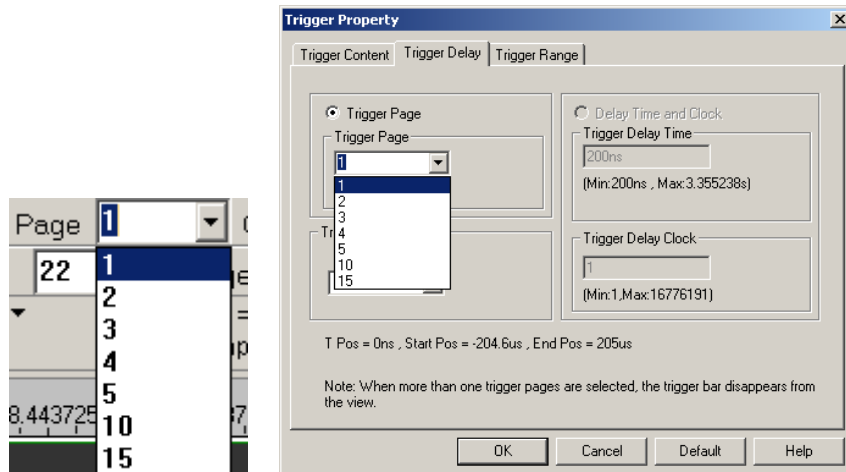 Page 1
22
1
2
3
4
5
10
15
8.443725
Trigger Property
Trigger Content Trigger Delay Trigger Range
Trigger Page
Trigger Page
1
1
2
3
4
5
10
15
Delay Time and Clock
Trigger Delay Time
200ns
(Min:200ns , Max:3.355238s)
Trigger Delay Clock
1
(Min:1,Max:16776191)
T Pos = 0ns , Start Pos = -204.6us , End Pos = 205us
Note: When more than one trigger pages are selected, the trigger bar disappears from
the view.
OK Cancel Default Help